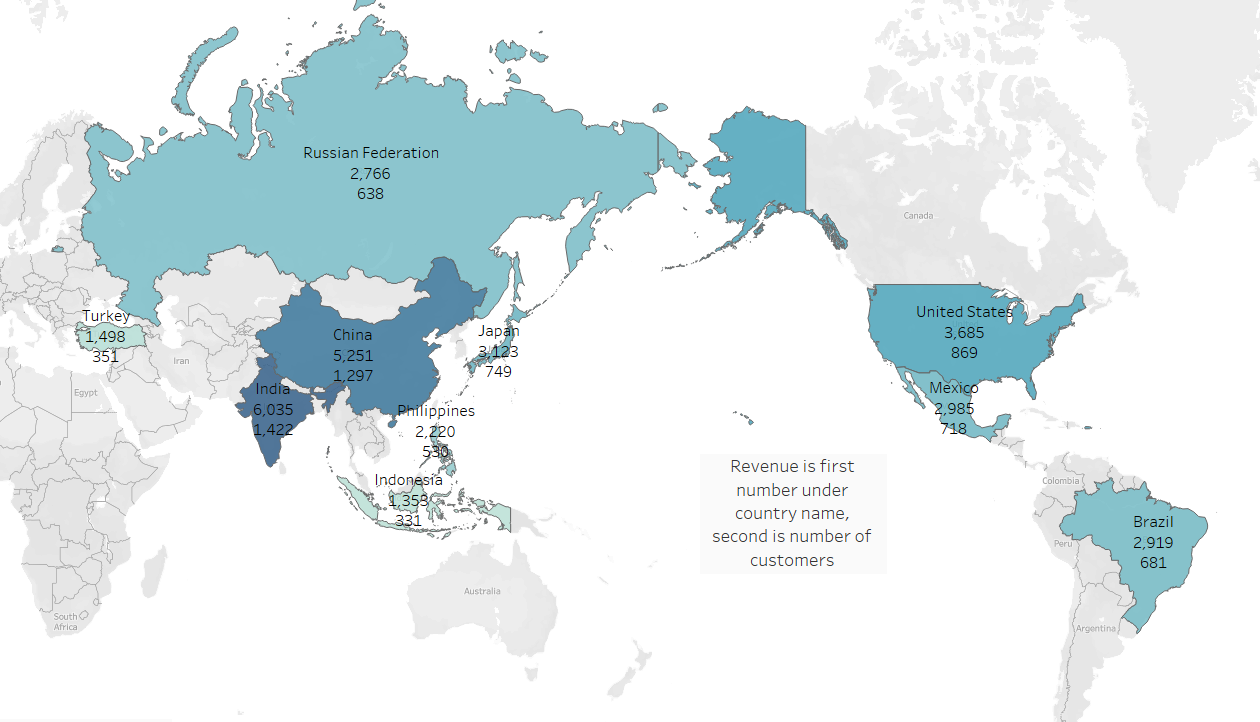 Russian Federation
2,766
638
Canada
Turkey
1,498
351
China
5,251
1,297
Japan
3,123
749
United States
3,685
869
Iran
Egypt
India
6,035
1,422
Mexico
2,985
718
Philippines
2,220
530
Indonesia
1,353
331
Revenue is first
number under
country name,
second is number of
customers
Colombia
Brazil
2,919
681
Peru
Australia
South
Africa
Argentina